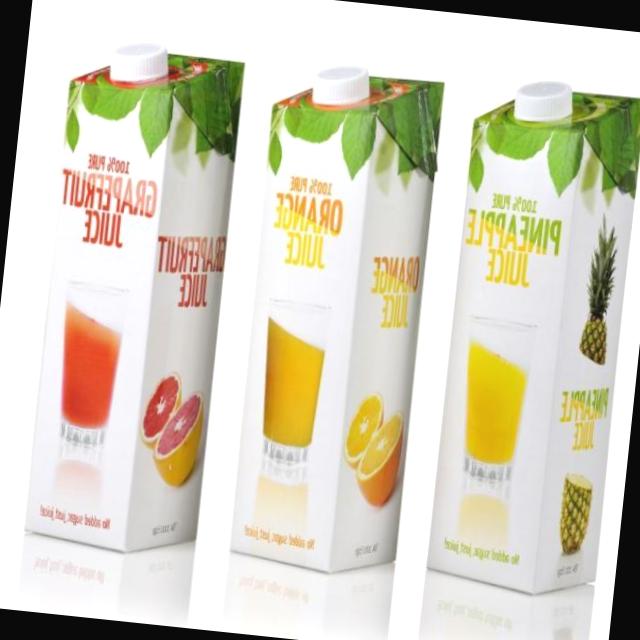 100% PURE
GRAPEFRUIT
JUICE
GRAPEFRUIT
JUICE
No added sugar, just juice!
100% PURE
ORANGE
JUICE
ORANGE
JUICE
No added sugar, just juice!
100% PURE
PINEAPPLE
JUICE
PINEAPPLE
JUICE
No added sugar, just juice!